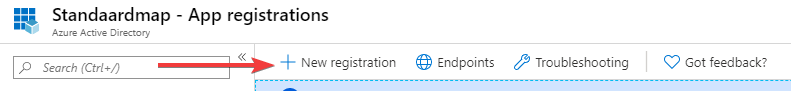 Standaardmap - App registrations
Azure Active Directory
Search (Ctrl+/)
«
New registration
Endpoints
Troubleshooting
Got feedback?